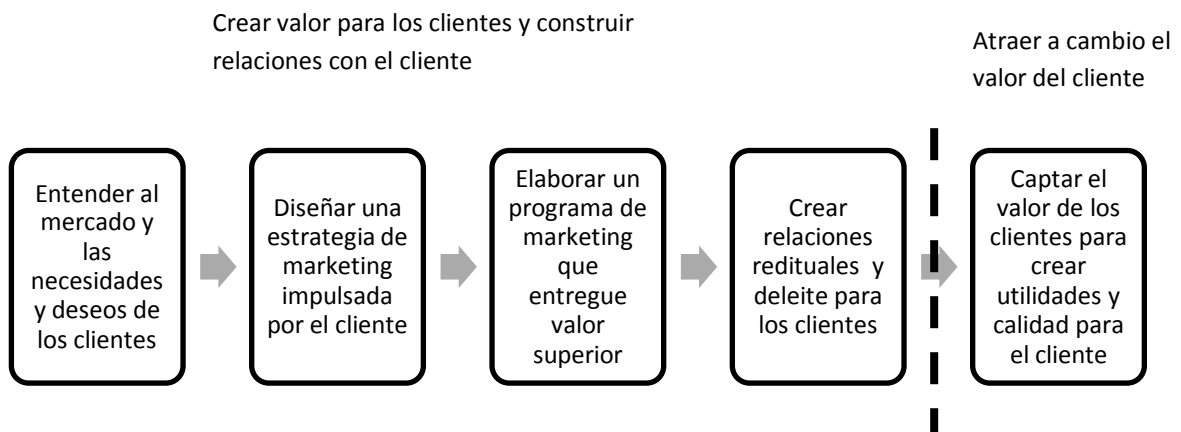 Crear valor para los clientes y construir
relaciones con el cliente
Atraer a cambio el
valor del cliente
Entender al
mercado y
las
necesidades
y deseos de
los clientes
Diseñar una
estrategia de
marketing
impulsada
por el cliente
Elaborar un
programa de
marketing
que
entregue
valor
superior
Crear
relaciones
redituales y
deleite para
los clientes
Captar el
valor de los
clientes para
crear
utilidades y
calidad para
el cliente